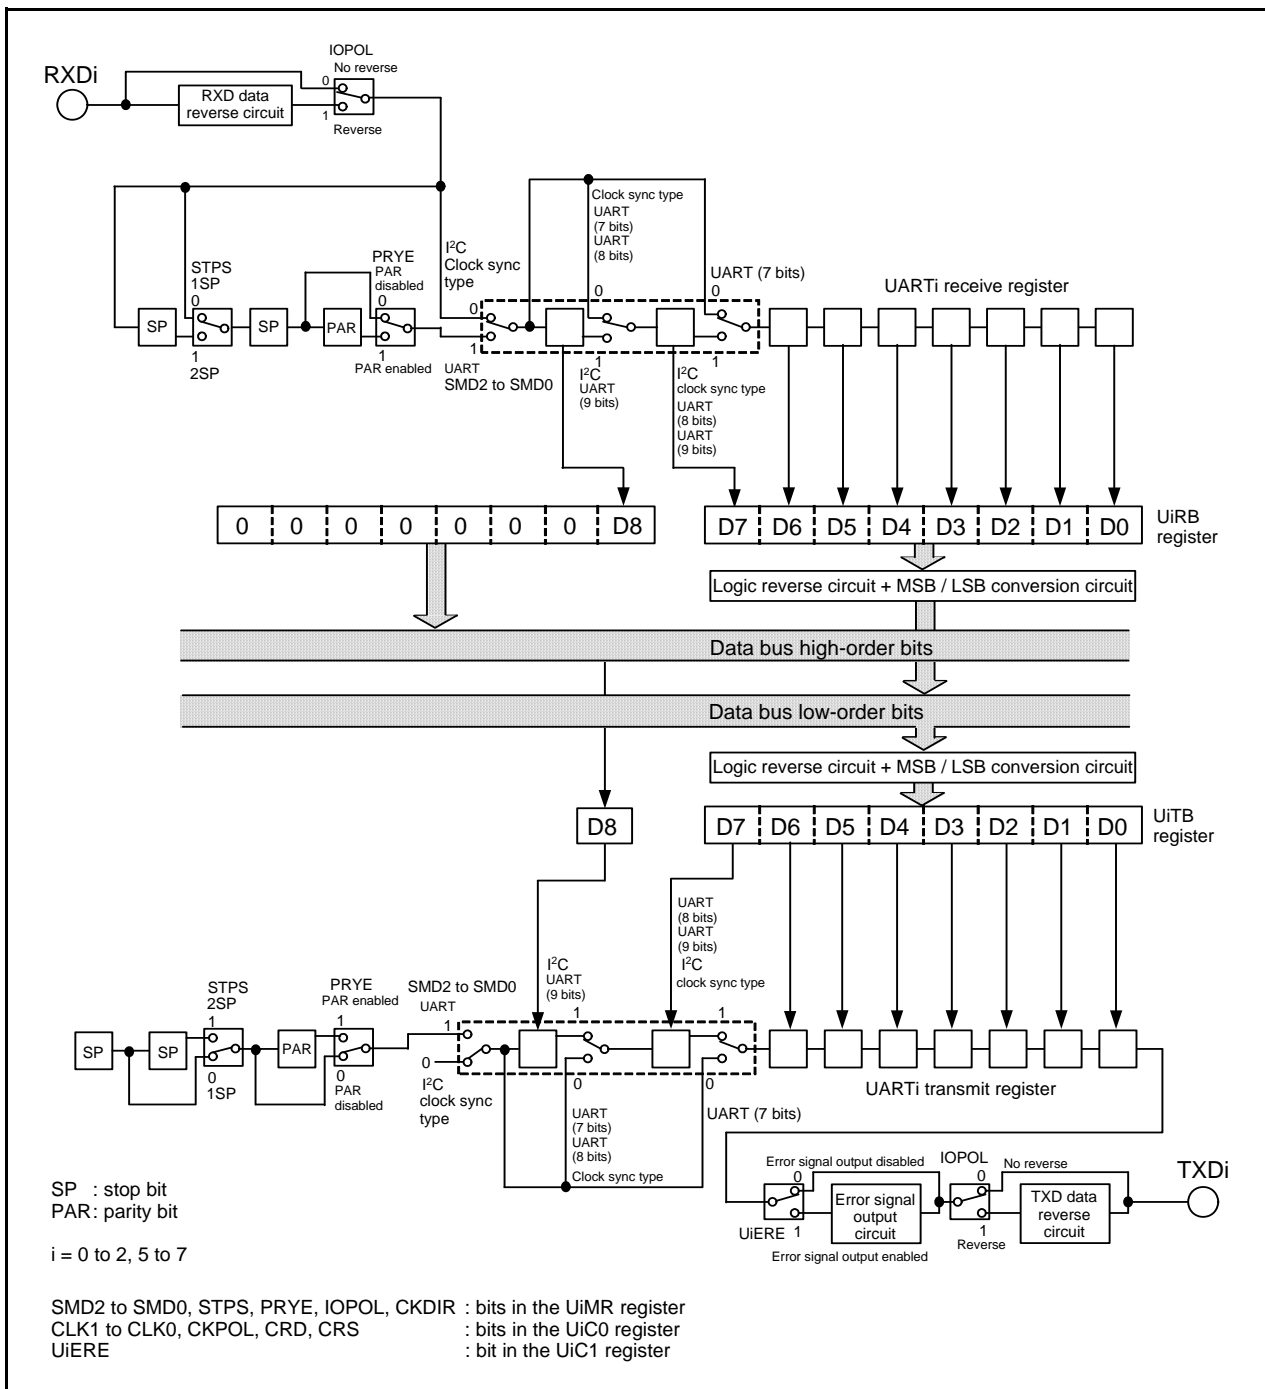 IOPOL
No reverse
RXDi
0
RXD data
reverse circuit
1
Reverse
Clock sync type
UART
(7 bits)
UART
(8 bits)
STPS
1SP
0
PRYE
PAR
disabled
0
I²C
Clock sync
type
UART (7 bits)
UARTi receive register
0
0
0
SP
SP
PAR
1
2SP
1
PAR enabled
1
UART
SMD2 to SMD0
1
I²C
UART
(9 bits)
1
I²C
clock sync type
UART
(8 bits)
UART
(9 bits)
0 0 0 0 0 0 0 D8
D7 D6 D5 D4 D3 D2 D1 D0
UiRB
register
Logic reverse circuit + MSB / LSB conversion circuit
Data bus high-order bits
Data bus low-order bits
Logic reverse circuit + MSB / LSB conversion circuit
D8
D7 D6 D5 D4 D3 D2 D1 D0
UiTB
register
UART
(8 bits)
UART
(9 bits)
I²C
clock sync type
I²C
UART
(9 bits)
STPS
2SP
1
PRYE
PAR enabled
1
SMD2 to SMD0
UART
1
1
1
SP
SP
PAR
0
1SP
0
PAR
disabled
0
I²C
clock sync
type
0
UART
(7 bits)
UART
(8 bits)
Clock sync type
0
UART (7 bits)
UARTi transmit register
Error signal output disabled
0
UiERE
1
Error signal
output
circuit
Error signal output enabled
IOPOL
0
No reverse
1
Reverse
TXD data
reverse
circuit
TXDi
SP : stop bit
PAR : parity bit
i = 0 to 2, 5 to 7
SMD2 to SMD0, STPS, PRYE, IOPOL, CKDIR : bits in the UiMR register
CLK1 to CLK0, CKPOL, CRD, CRS : bits in the UiC0 register
UiERE : bit in the UiC1 register